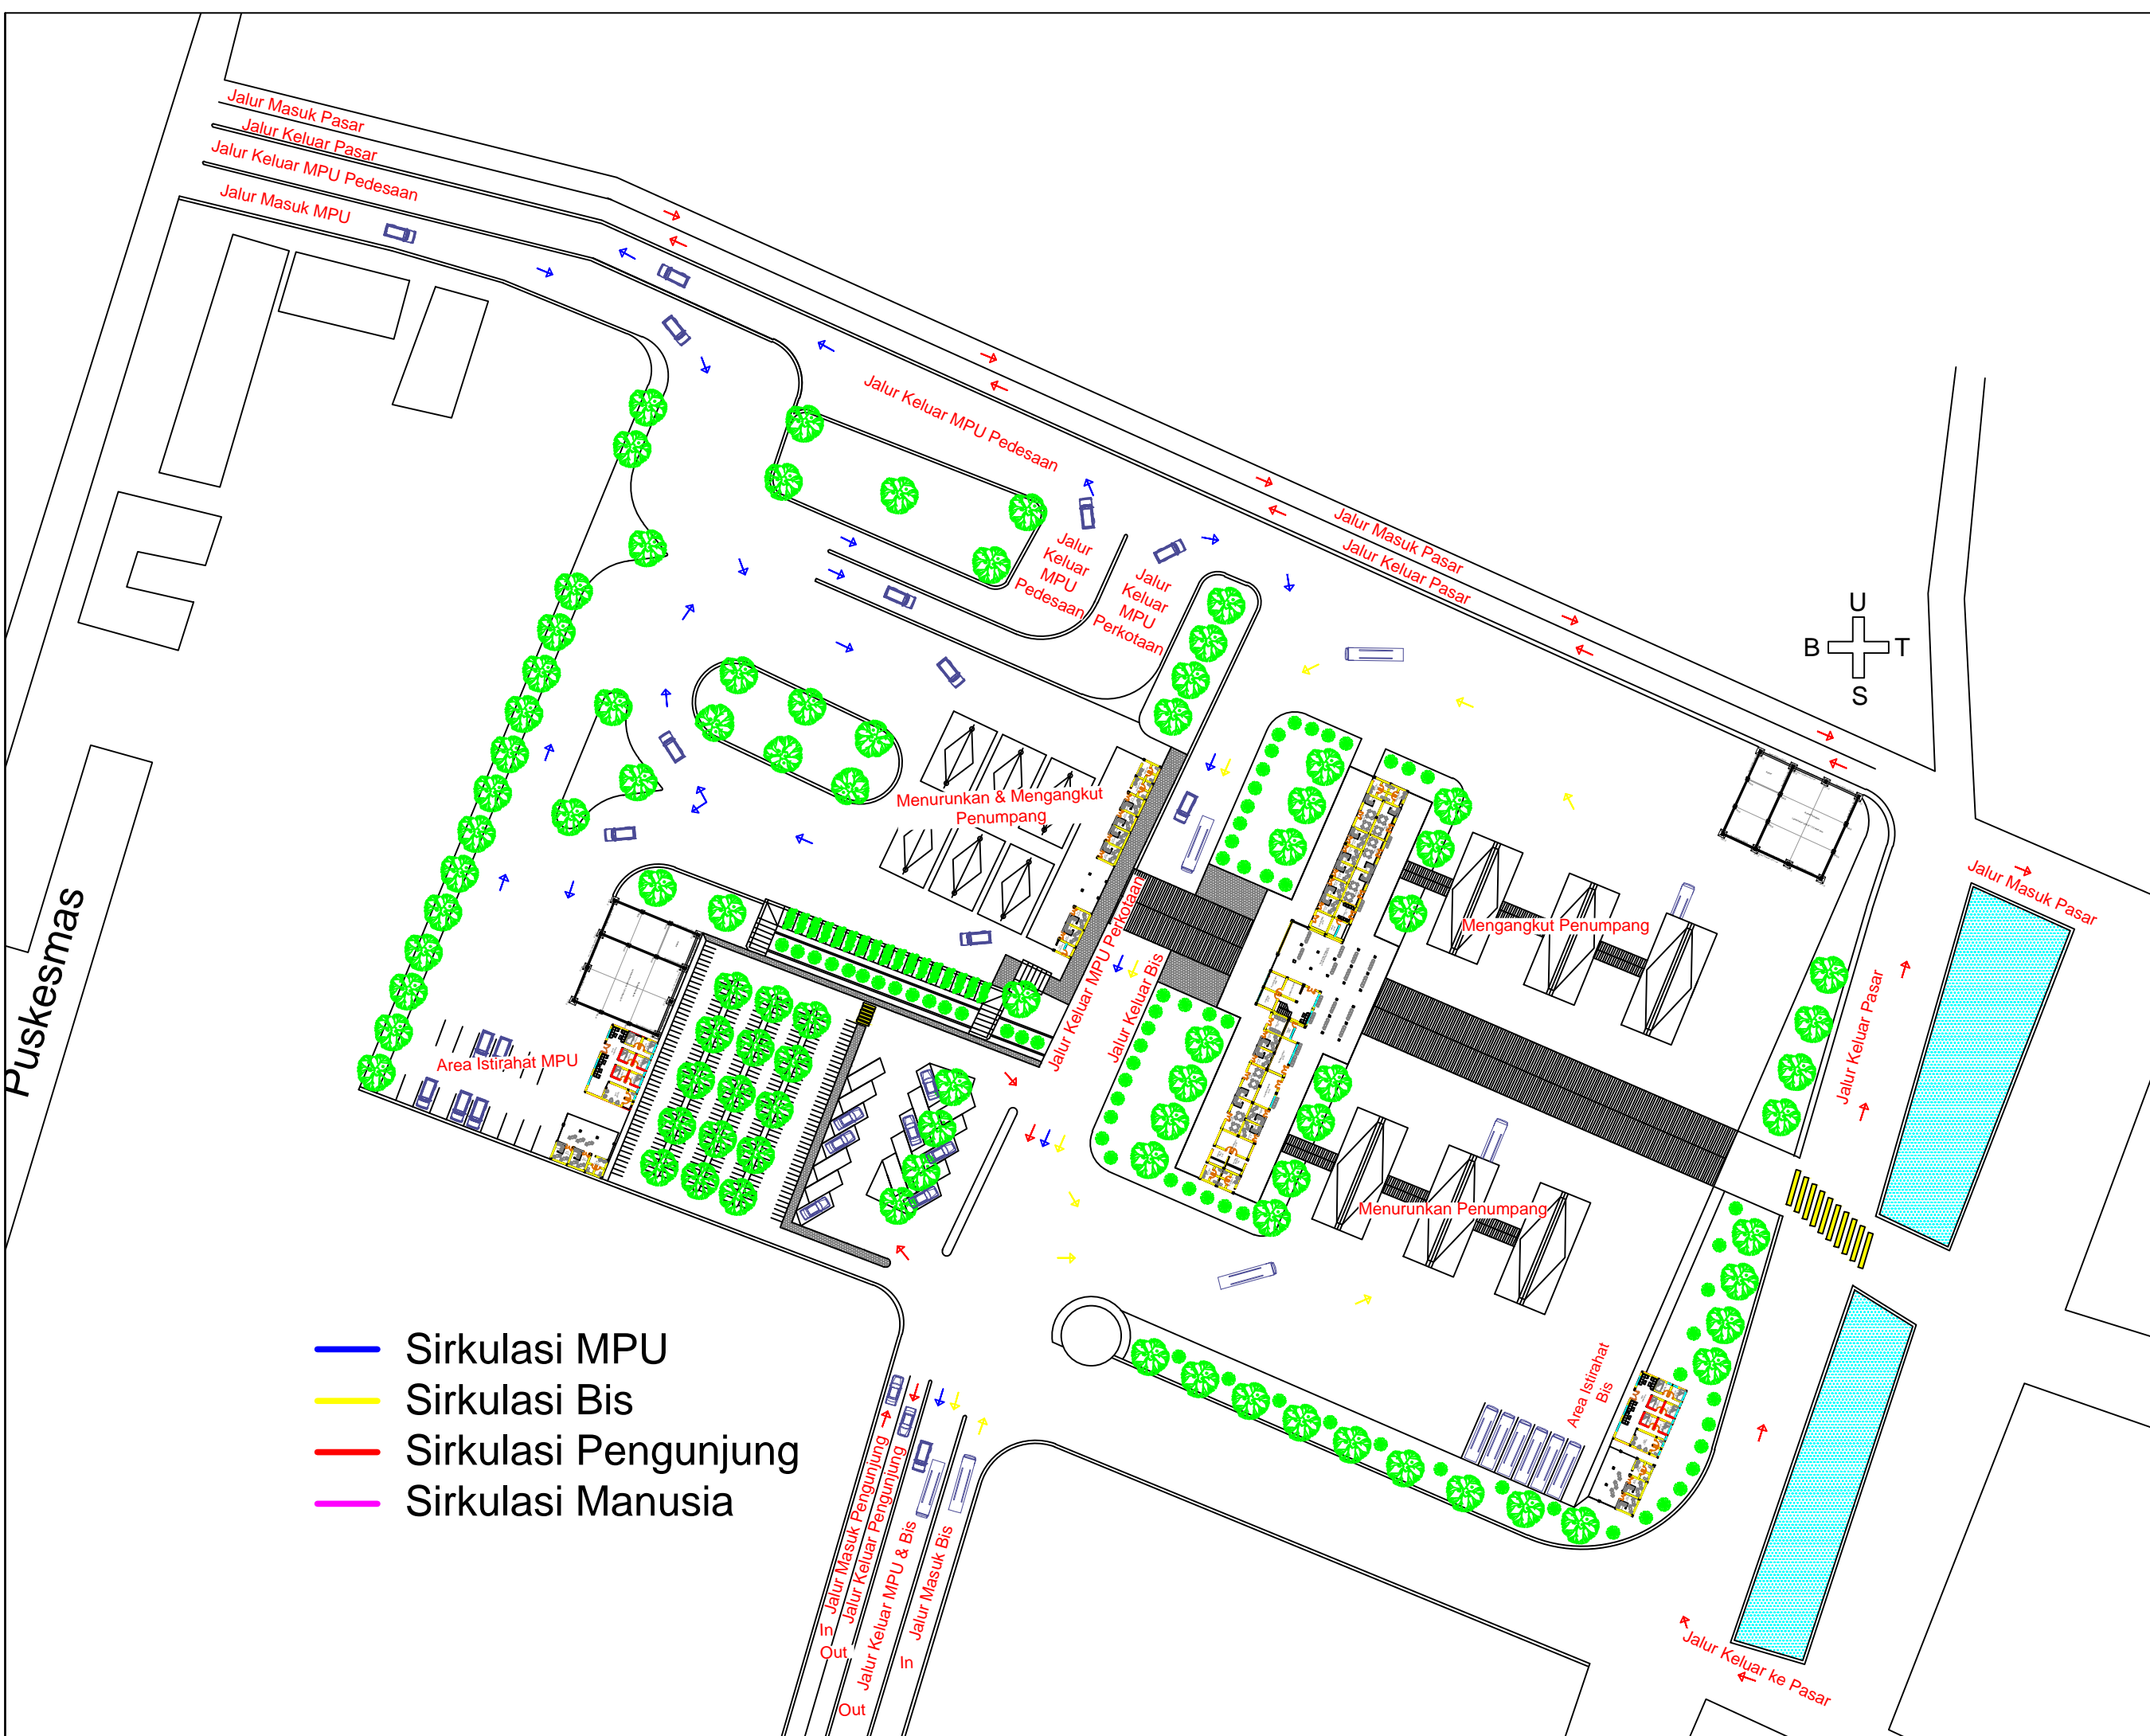 Jalur Masuk Pasar
Jalur Keluar Pasar
Jalur Keluar MPU Pedesaan
Jalur Masuk MPU
Jalur Keluar MPU Pedesaan
Jalur Masuk Pasar
Jalur Keluar Pasar
Jalur
Keluar
MPU
Pedesaan
Jalur
Keluar
MPU
Perkotaan
U
B
T
S
Menurunkan & Mengangkut
Penumpang
Jalur Masuk Pasar
Mengangkut Penumpang
Puskesmas
Jalur Keluar MPU Perkotaan
Jalur Keluar Bis
Jalur Keluar Pasar
Area Istirahat MPU
Menurunkan Penumpang
Area Istirahat
Bis
Sirkulasi MPU
Sirkulasi Bis
Sirkulasi Pengunjung
Sirkulasi Manusia
Jalur Masuk Pengunjung
Jalur Keluar Pengunjung
Jalur Keluar MPU & Bis
Jalur Masuk Bis
In
Out
In
Out
Jalur Keluar ke Pasar